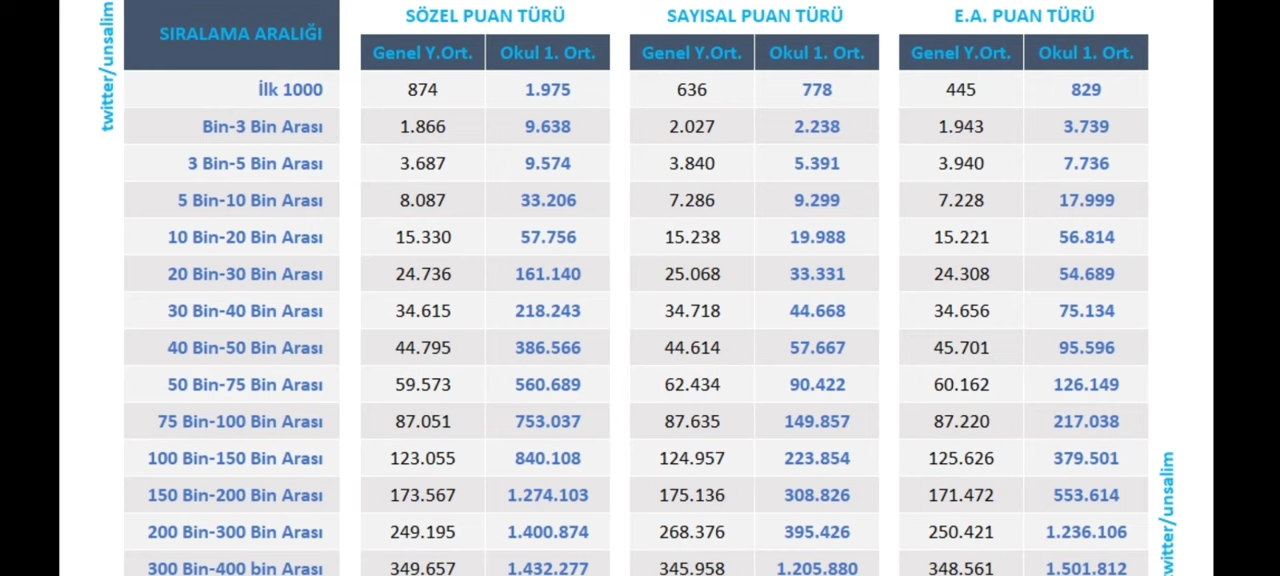 twitter/unsalim
SÖZEL PUAN TÜRÜ SAYISAL PUAN TÜRÜ E.A. PUAN TÜRÜ
SIRALAMA ARALIĞI Genel Y.Ort. Okul 1. Ort. Genel Y.Ort. Okul 1. Ort. Genel Y.Ort. Okul 1. Ort.
İlk 1000 874 1.975 636 778 445 829
Bin-3 Bin Arası 1.866 9.638 2.027 2.238 1.943 3.739
3 Bin-5 Bin Arası 3.687 9.574 3.840 5.391 3.940 7.736
5 Bin-10 Bin Arası 8.087 33.206 7.286 9.299 7.228 17.999
10 Bin-20 Bin Arası 15.330 57.756 15.238 19.988 15.221 56.814
20 Bin-30 Bin Arası 24.736 161.140 25.068 33.331 24.308 54.689
30 Bin-40 Bin Arası 34.615 218.243 34.718 44.668 34.656 75.134
40 Bin-50 Bin Arası 44.795 386.566 44.614 57.667 45.701 95.596
50 Bin-75 Bin Arası 59.573 560.689 62.434 90.422 60.162 126.149
75 Bin-100 Bin Arası 87.051 753.037 87.635 149.857 87.220 217.038
100 Bin-150 Bin Arası 123.055 840.108 124.957 223.854 125.626 379.501
150 Bin-200 Bin Arası 173.567 1.274.103 175.136 308.826 171.472 553.614
200 Bin-300 Bin Arası 249.195 1.400.874 268.376 395.426 250.421 1.236.106
300 Bin-400 bin Arası 349.657 1.432.277 345.958 1.205.880 348.561 1.501.812
twitter/unsalim